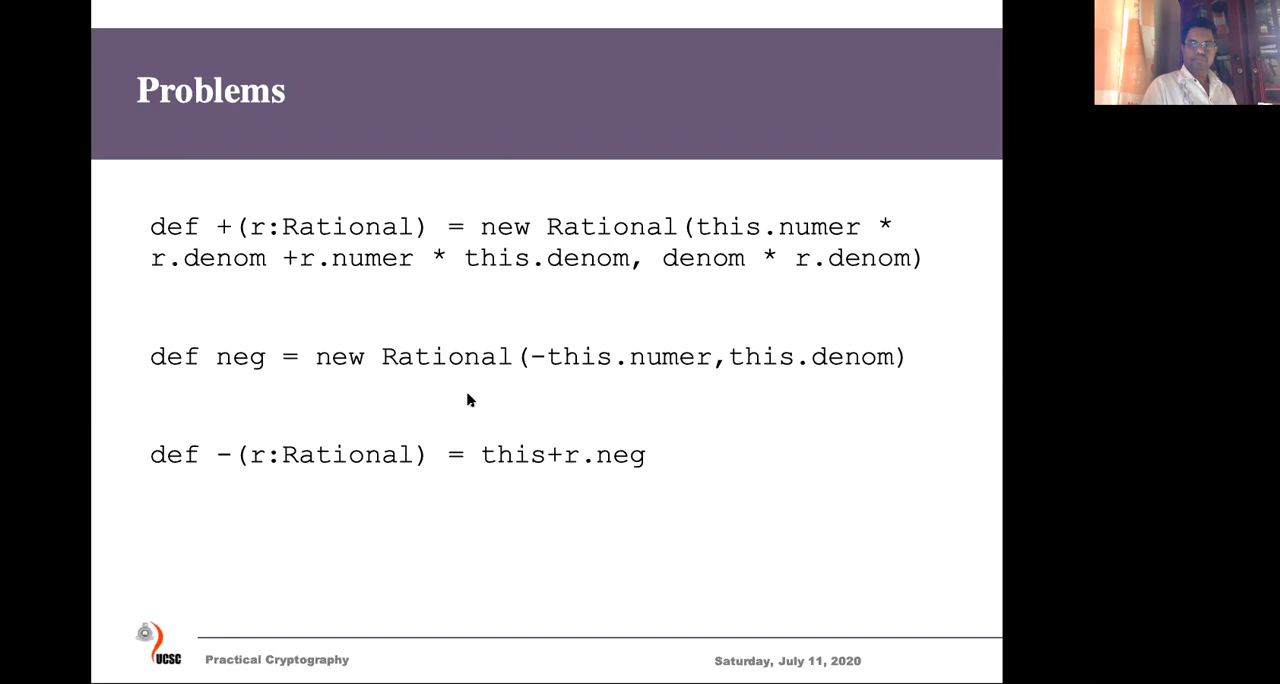 Problems
def +(r:Rational) = new Rational(this.numer *
r.denom +r.numer * this.denom, denom * r.denom)
def neg = new Rational(-this.numer,this.denom)
def -(r:Rational) = this+r.neg
UCSC
Practical Cryptography
Saturday, July 11, 2020